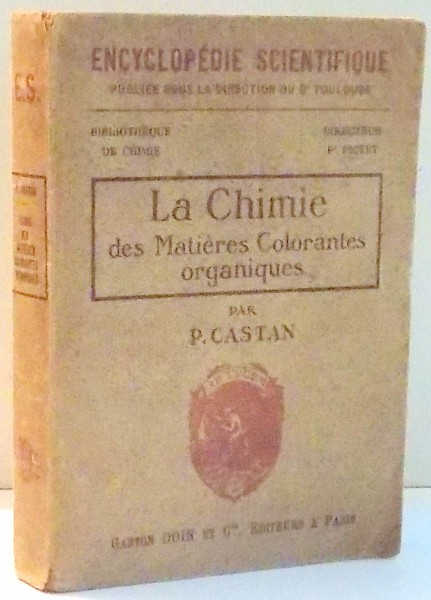 ENCYCLOPÉDIE SCIENTIFIQUE
PUBLIÉE SOUS LA DIRECTION DU Dr TOULOUSE
BIBLIOTHÈQUE
DE CHIMIE
DIRECTEUR
Pr PICTET
La Chimie
des Matières Colorantes
organiques
PAR
P. CASTAN
GASTON DOIN ET Cie, ÉDITEURS A PARIS
E.S.